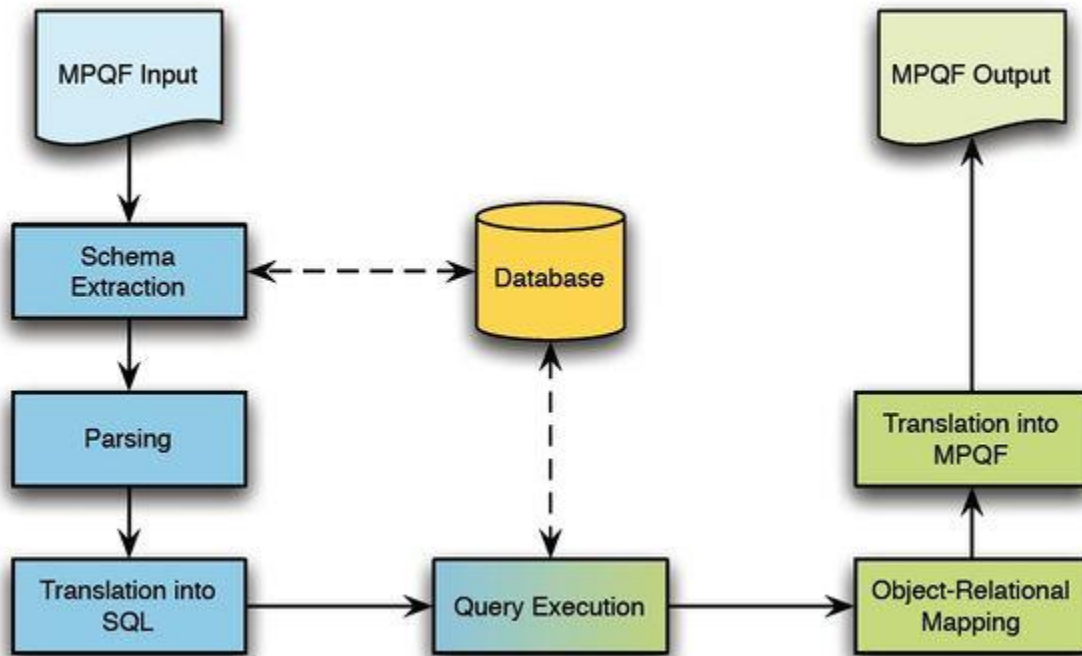 MPQF Input
MPQF Output
Schema
Extraction
Database
Parsing
Translation into
MPQF
Translation into
SQL
Query Execution
Object-Relational
Mapping